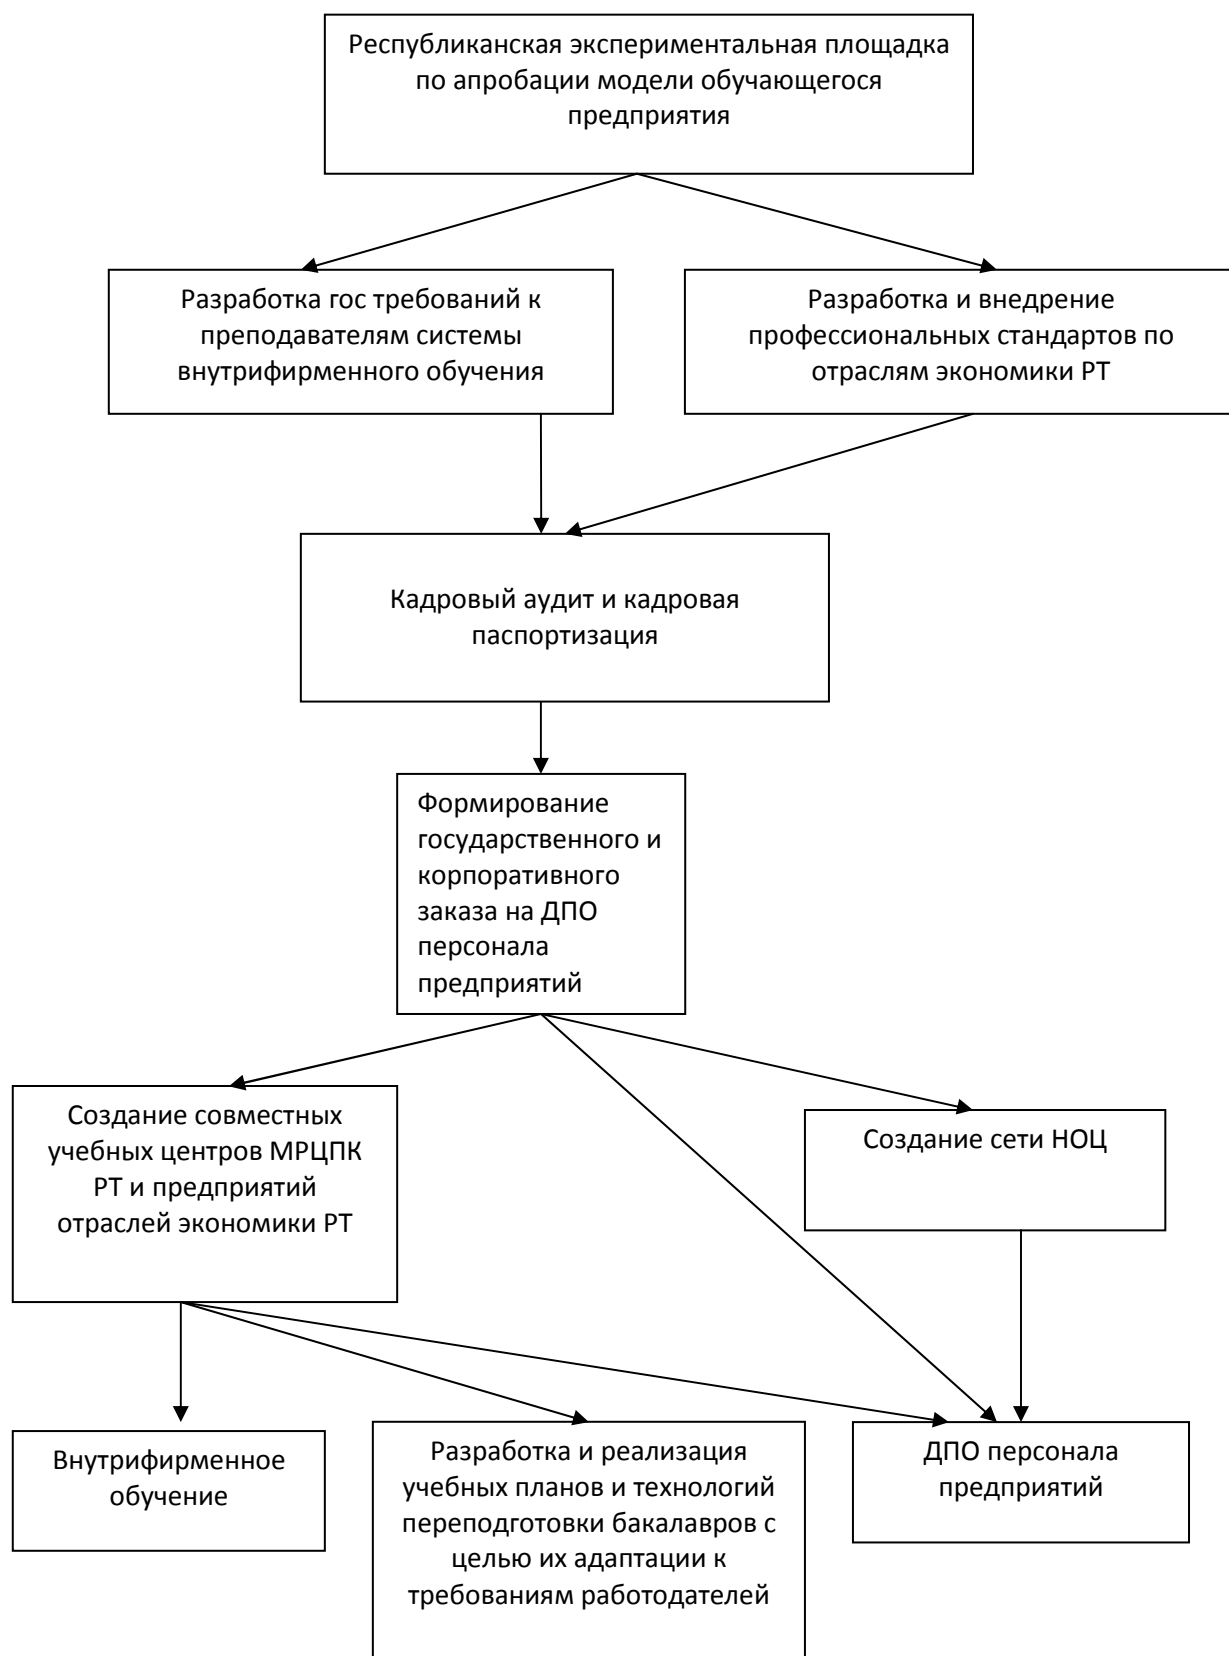 Республиканская экспериментальная площадка
по апробации модели обучающегося
предприятия
Разработка гос требований к
преподавателям системы
внутрифирменного обучения
Разработка и внедрение
профессиональных стандартов по
отраслям экономики РТ
Кадровый аудит и кадровая
паспортизация
Формирование
государственного и
корпоративного
заказа на ДПО
персонала
предприятий
Создание совместных
учебных центров МРЦПК
РТ и предприятий
отраслей экономики РТ
Создание сети НОЦ
Внутрифирменное
обучение
Разработка и реализация
учебных планов и технологий
переподготовки бакалавров с
целью их адаптации к
требованиям работодателей
ДПО персонала
предприятий